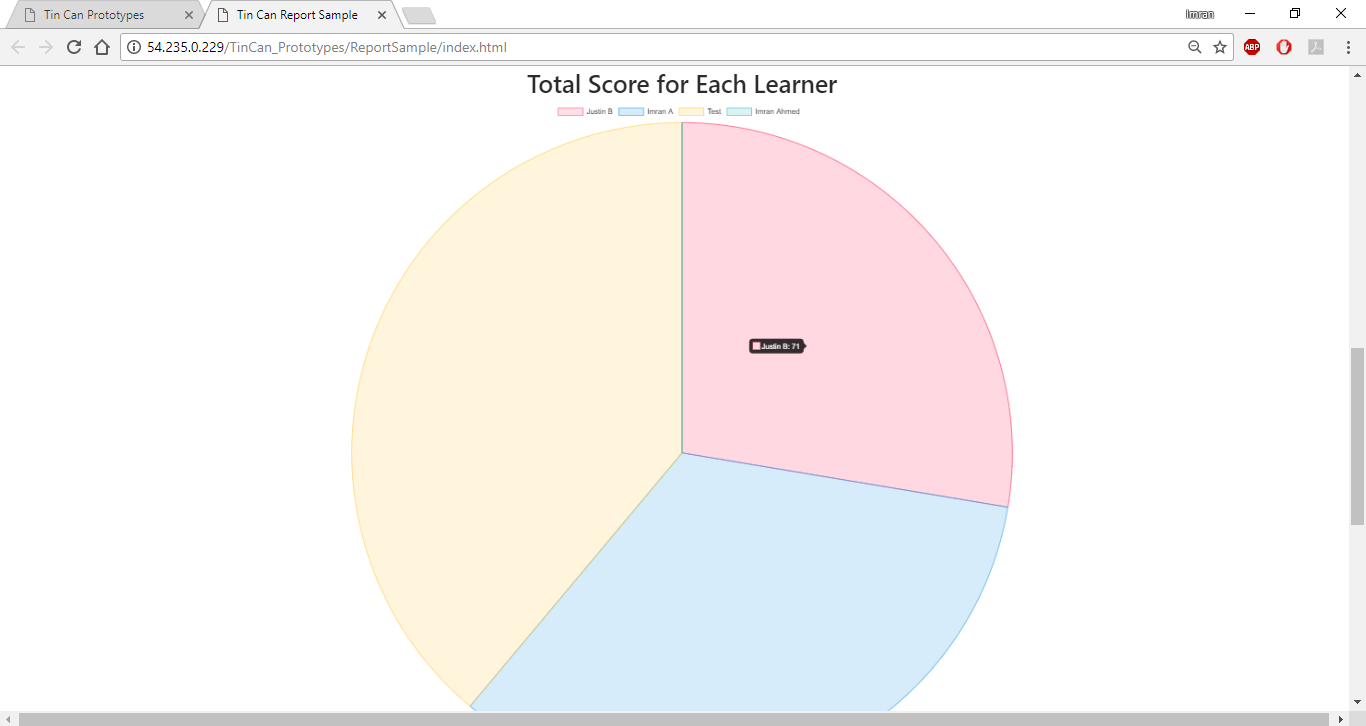 Tin Can Prototypes
Tin Can Report Sample
Imran
54.235.0.229/TinCan_Prototypes/ReportSample/index.html
ABP
Total Score for Each Learner
Justin B Imran A Test Imran Ahmed
Justin B: 71